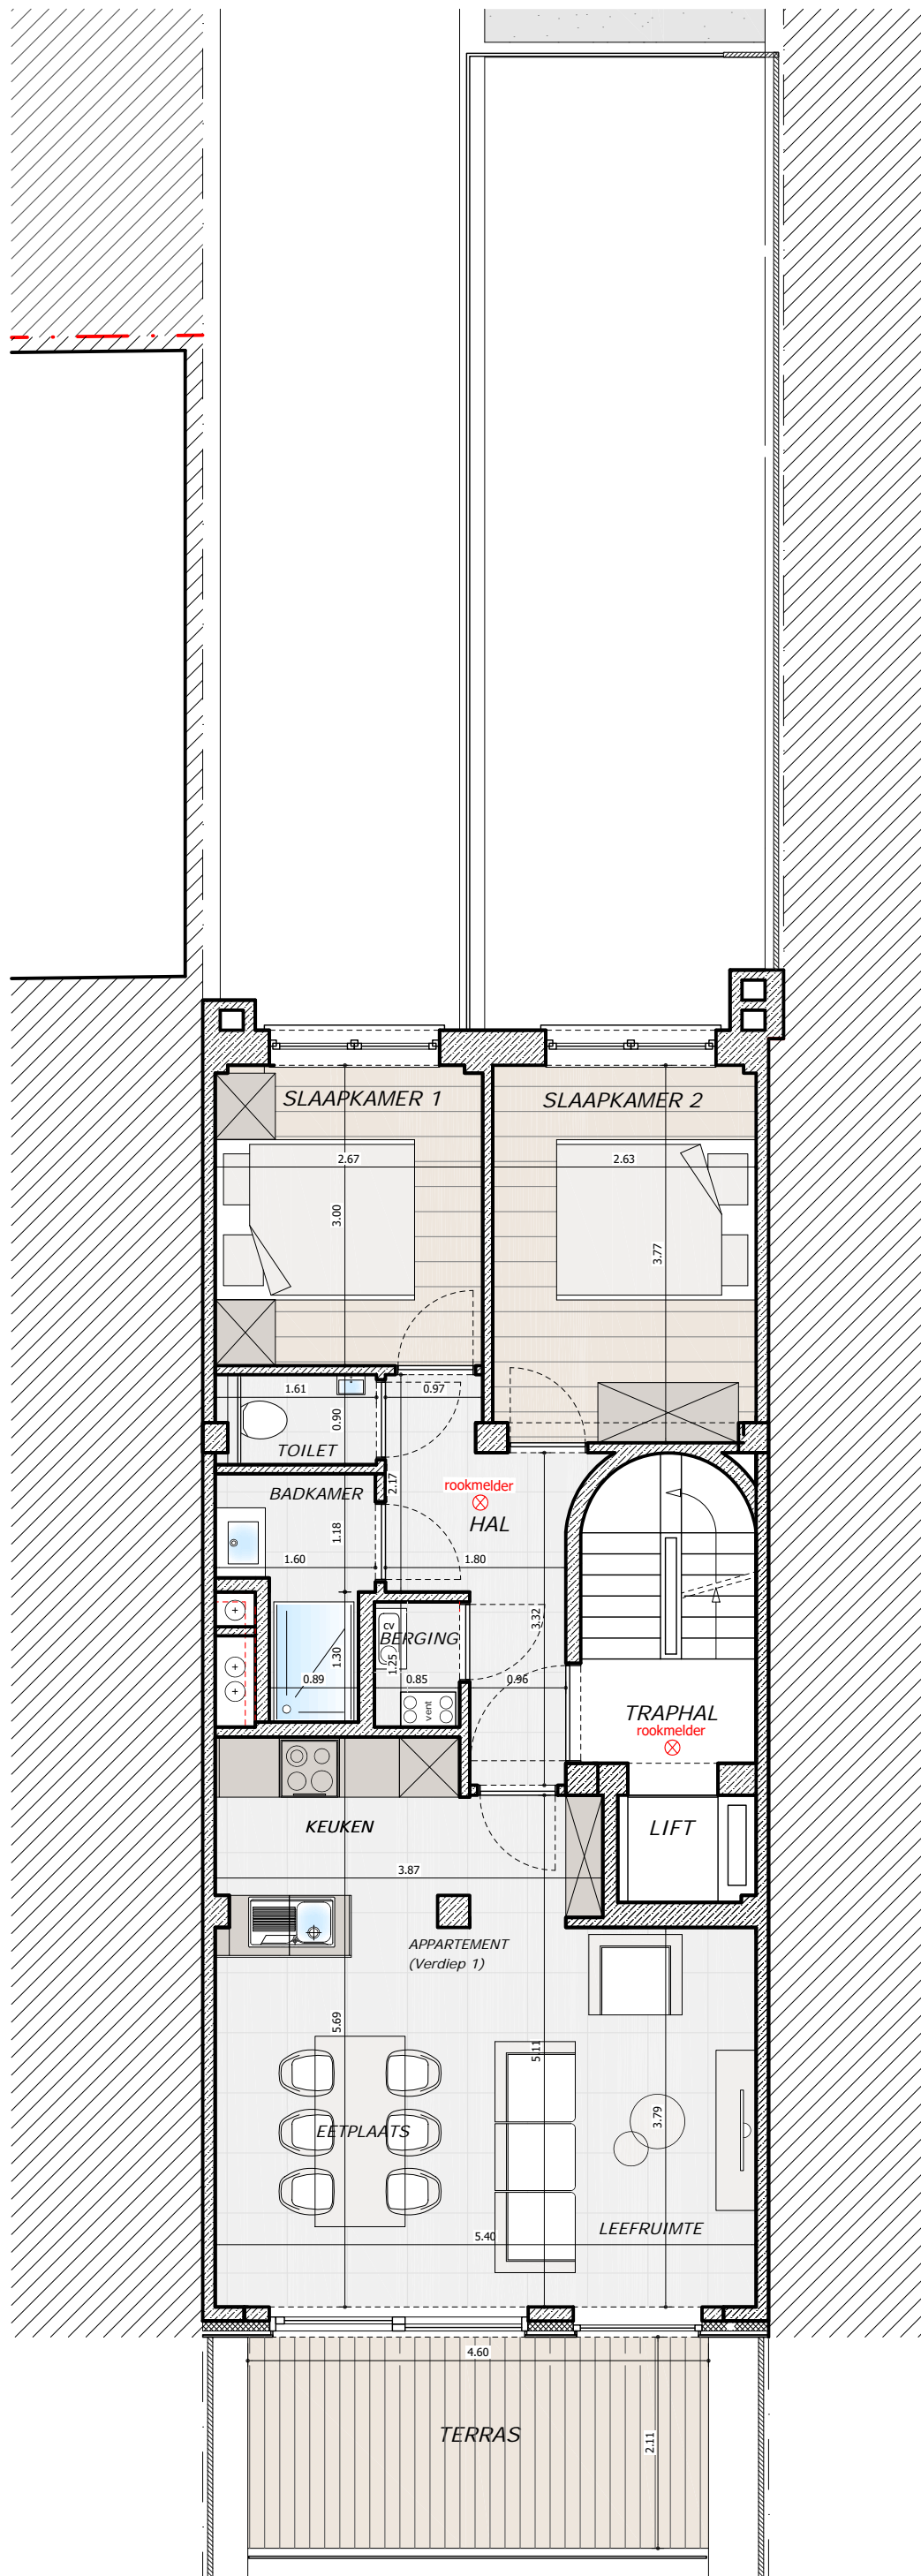 SLAAPKAMER 1
SLAAPKAMER 2
2.67
2.63
3.00
3.77
1.61
0.97
0.90
TOILET
2.17
rookmelder
BADKAMER
HAL
1.18
1.60
1.80
3.32
BERGING
1.30
1.25
0.89
0.85
0.96
vent
TRAPHAL
rookmelder
KEUKEN
LIFT
3.87
APPARTEMENT
(Verdiep 1)
5.69
5.11
3.79
EETPLAATS
LEEFRUIMTE
5.40
4.60
TERRAS
2.11